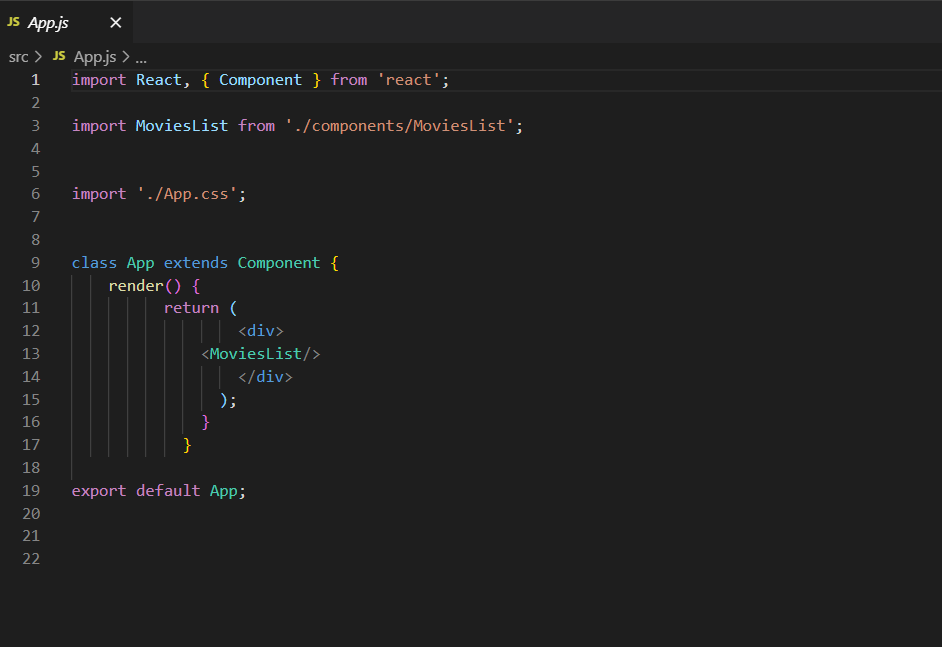 JS App.js ×
src > JS App.js > ...
1 import React, { Component } from 'react';
2
3 import MoviesList from './components/MoviesList';
4
5
6 import './App.css';
7
8
9 class App extends Component {
10     render() {
11           return (
12                   <div>
13               <MoviesList/>
14                   </div>
15                 );
16               }
17             }
18
19 export default App;
20
21
22